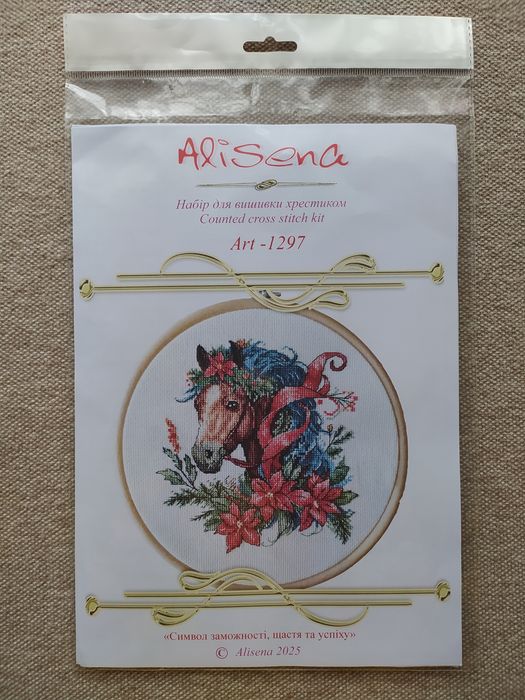 Alisena
Набір для вишивки хрестиком
Counted cross stitch kit
Art -1297
«Символ заможності, щастя та успіху»
© Alisena 2025